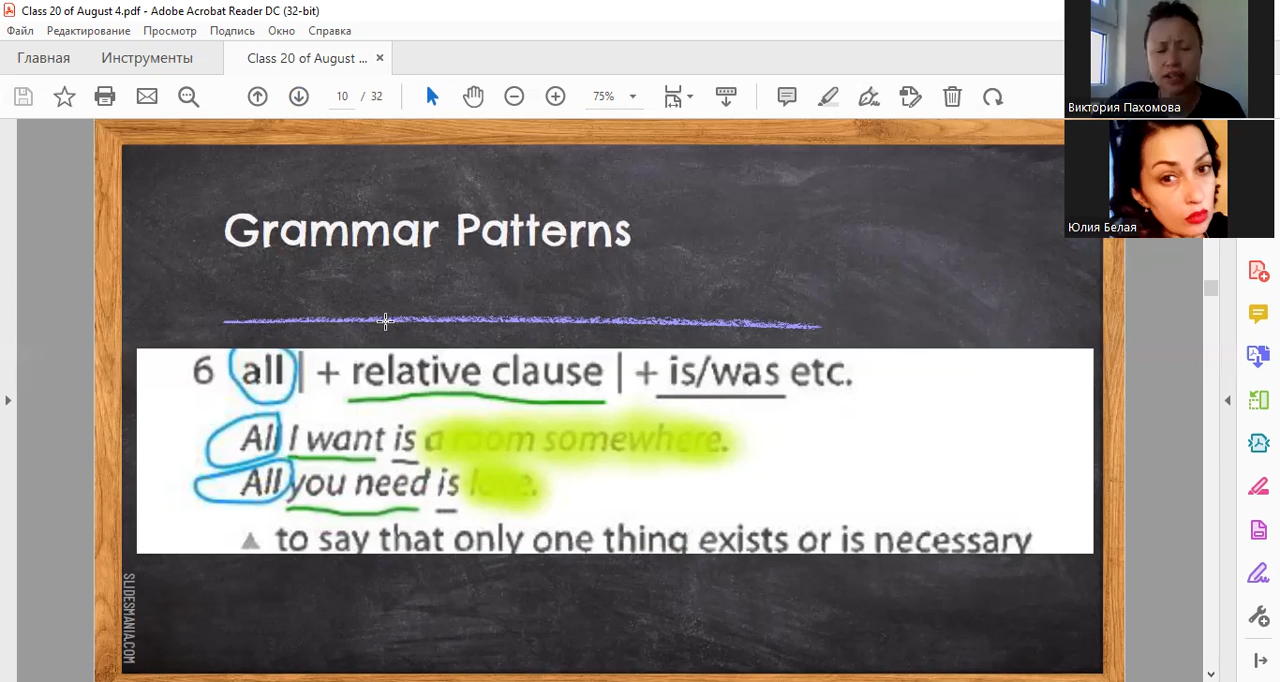 Class 20 of August 4.pdf - Adobe Acrobat Reader DC (32-bit)
Файл Редактирование Просмотр Подпись Окно Справка
Главная Инструменты Class 20 of August ... ×
10 / 32 75%
Виктория Пахомова
Юлия Белая
Grammar Patterns
6 all | + relative clause | + is/was etc.
All I want is a room somewhere.
All you need is love.
▲ to say that only one thing exists or is necessary
SLIDESMANIA.COM